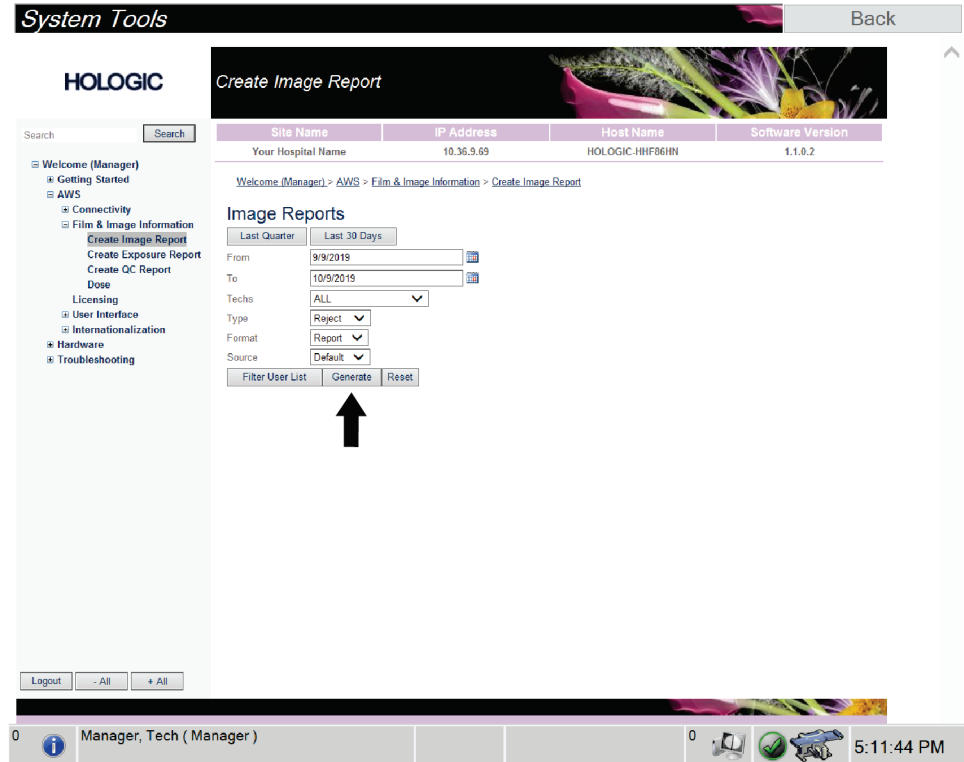 System Tools
Back
HOLOGIC
Create Image Report
Search Search
Site Name IP Address Host Name Software Version
Your Hospital Name 10.36.9.69 HOLOGIC-HHF86HN 1.1.0.2
Welcome (Manager)
Getting Started
AWS
Connectivity
Film & Image Information
Create Image Report
Create Exposure Report
Create QC Report
Dose
Licensing
User Interface
Internationalization
Hardware
Troubleshooting
Welcome (Manager) > AWS > Film & Image Information > Create Image Report
Image Reports
Last Quarter Last 30 Days
From 9/9/2019
To 10/9/2019
Techs ALL
Type Reject
Format Report
Source Default
Filter User List Generate Reset
Logout - All + All
0 Manager, Tech ( Manager ) 0 5:11:44 PM